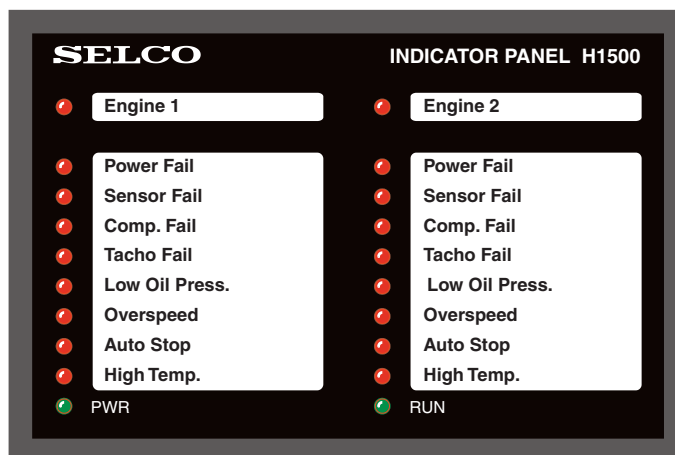 SELCO
INDICATOR PANEL H1500
Engine 1
Power Fail
Sensor Fail
Comp. Fail
Tacho Fail
Low Oil Press.
Overspeed
Auto Stop
High Temp.
PWR
Engine 2
Power Fail
Sensor Fail
Comp. Fail
Tacho Fail
Low Oil Press.
Overspeed
Auto Stop
High Temp.
RUN